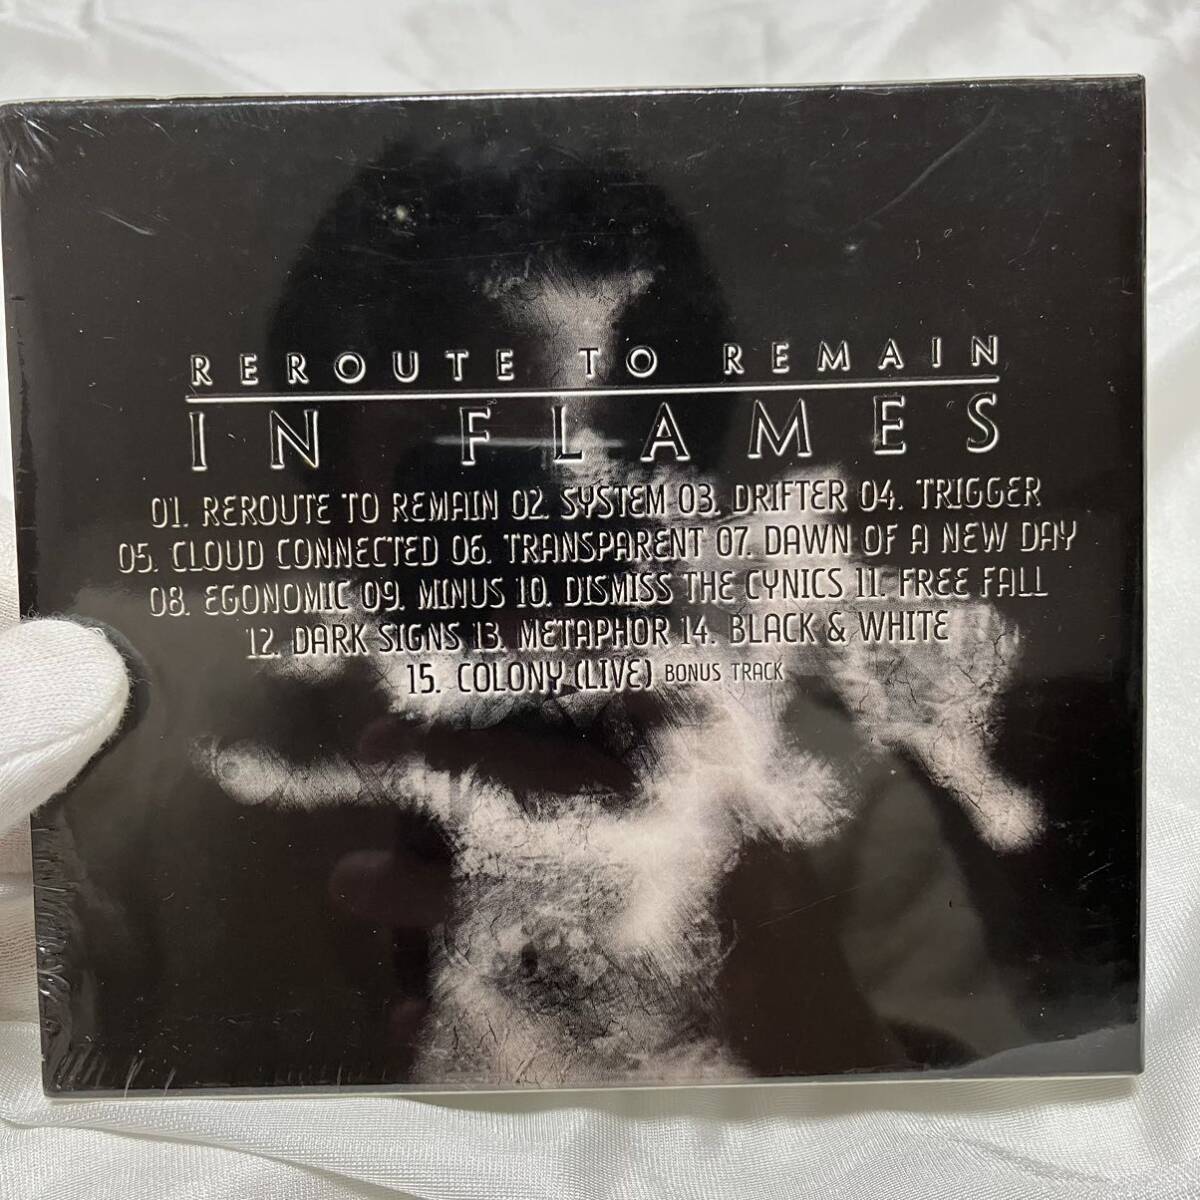 REROUTE TO REMAIN
IN FLAMES
01. REROUTE TO REMAIN 02. SYSTEM 03. DRIFTER 04. TRIGGER
05. CLOUD CONNECTED 06. TRANSPARENT 07. DAWN OF A NEW DAY
08. EGONOMIC 09. MINUS 10. DISMISS THE CYNICS 11. FREE FALL
12. DARK SIGNS 13. METAPHOR 14. BLACK & WHITE
15. COLONY (LIVE) BONUS TRACK